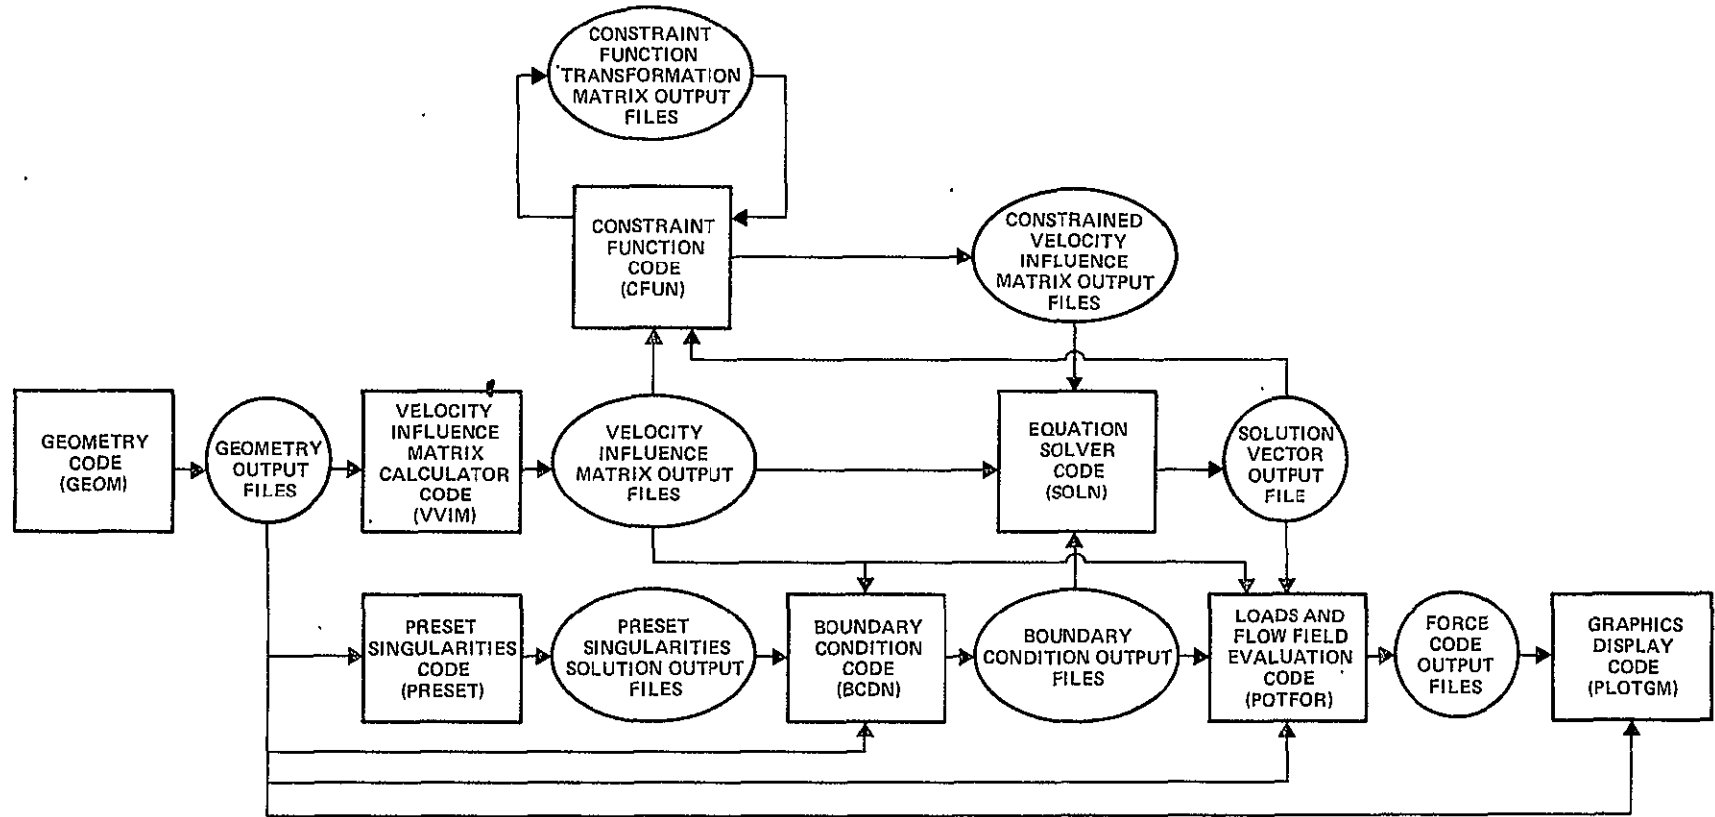 CONSTRAINT
FUNCTION
TRANSFORMATION
MATRIX OUTPUT
FILES
CONSTRAINT
FUNCTION
CODE
(CFUN)
CONSTRAINED
VELOCITY
INFLUENCE
MATRIX OUTPUT
FILES
GEOMETRY
CODE
(GEOM)
GEOMETRY
OUTPUT
FILES
VELOCITY
INFLUENCE
MATRIX
CALCULATOR
CODE
(VVIM)
VELOCITY
INFLUENCE
MATRIX OUTPUT
FILES
EQUATION
SOLVER
CODE
(SOLN)
SOLUTION
VECTOR
OUTPUT
FILE
PRESET
SINGULARITIES
CODE
(PRESET)
PRESET
SINGULARITIES
SOLUTION OUTPUT
FILES
BOUNDARY
CONDITION
CODE
(BCDN)
BOUNDARY
CONDITION OUTPUT
FILES
LOADS AND
FLOW FIELD
EVALUATION
CODE
(POTFOR)
FORCE
CODE
OUTPUT
FILES
GRAPHICS
DISPLAY
CODE
(PLOTGM)